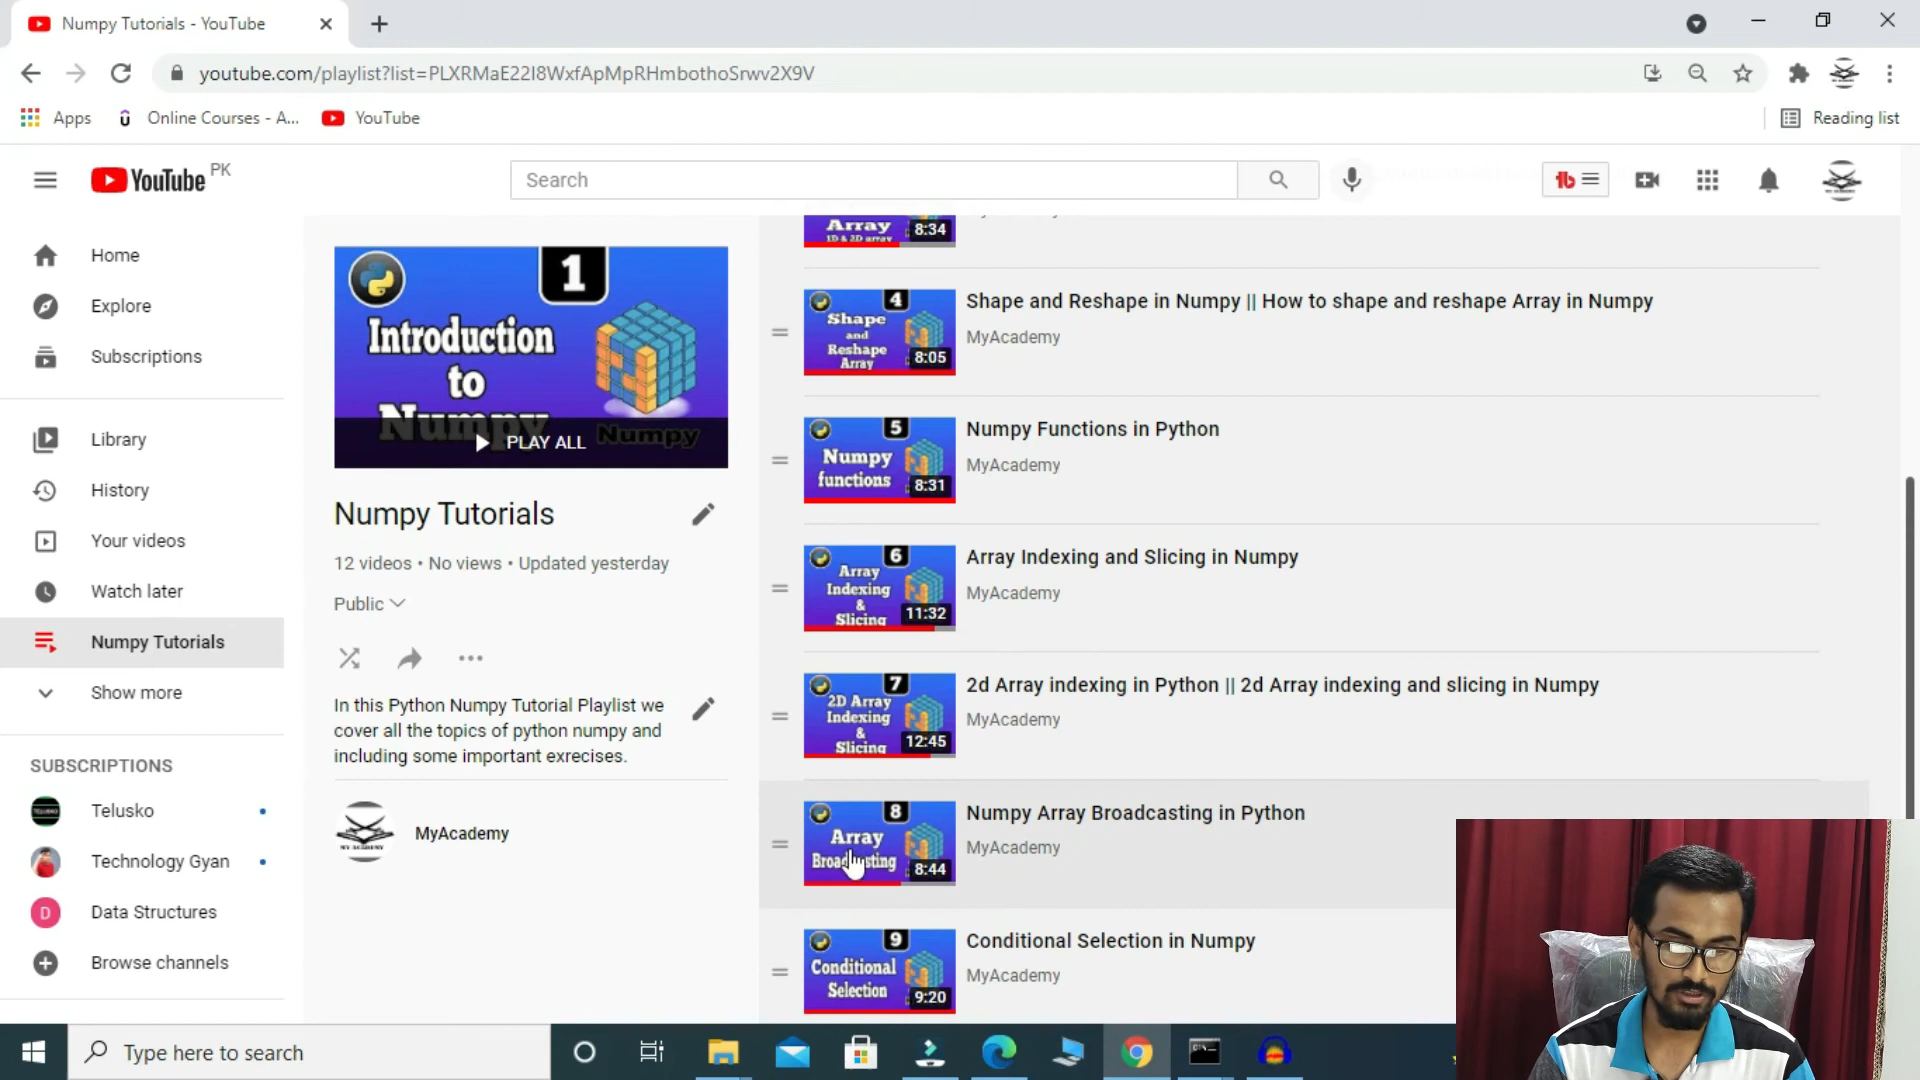 Numpy Tutorials - YouTube
youtube.com/playlist?list=PLXRMaE22I8WxfApMpRHmbothoSrwv2X9V
Apps
Online Courses - A...
YouTube
Reading list
YouTube PK
Search
Home
Explore
Subscriptions
Library
History
Your videos
Watch later
Numpy Tutorials
Show more
SUBSCRIPTIONS
Telusko
Technology Gyan
D
Data Structures
Browse channels
1
Introduction
to
Numpy
PLAY ALL
Numpy
Numpy Tutorials
12 videos • No views • Updated yesterday
Public
In this Python Numpy Tutorial Playlist we
cover all the topics of python numpy and
including some important exrecises.
MyAcademy
Array
1D & 2D array
8:34
4
Shape
and
Reshape
Array
8:05
Shape and Reshape in Numpy || How to shape and reshape Array in Numpy
MyAcademy
5
Numpy
functions
8:31
Numpy Functions in Python
MyAcademy
6
Array
Indexing
&
Slicing
11:32
Array Indexing and Slicing in Numpy
MyAcademy
7
2D Array
Indexing
&
Slicing
12:45
2d Array indexing in Python || 2d Array indexing and slicing in Numpy
MyAcademy
8
Array
8:44
Numpy Array Broadcasting in Python
MyAcademy
9
Conditional
Selection
9:20
Conditional Selection in Numpy
MyAcademy
Type here to search